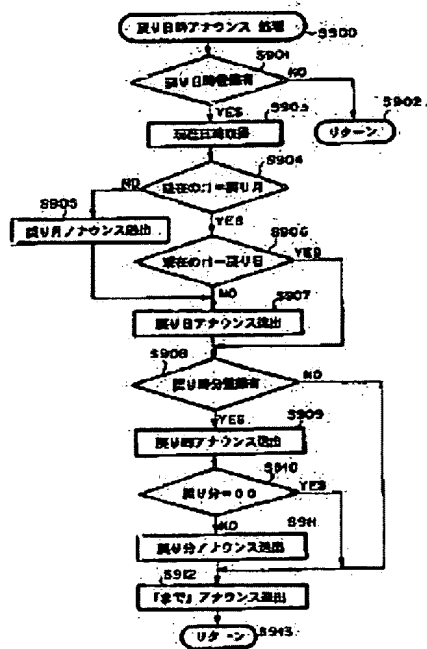 戻り日時アナウンス 処理
S900
S901
戻り日時登録有
NO
YES
S903
S902
現在日時取得
リターン
S904
NO
現在の月=戻り月
S905
YES
戻り月アナウンス送出
S906
現在の日=戻り日
YES
NO
S907
戻り日アナウンス送出
S908
戻り時分登録有
NO
YES
S909
戻り時アナウンス送出
S910
戻り分=00
YES
NO
S911
戻り分アナウンス送出
S912
「まで」アナウンス送出
リターン
S913